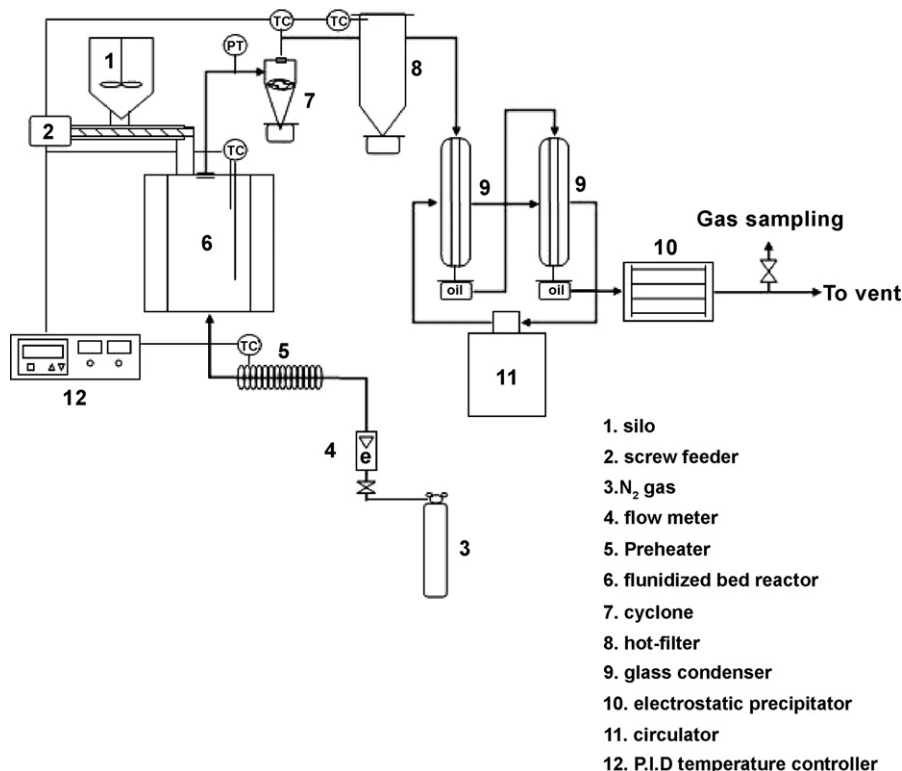 TC
TC
1
PT
8
7
2
TC
9
9
6
Gas sampling
10
oil
oil
To vent
TC
5
11
12
4
e
3
1. silo
2. screw feeder
3.N₂ gas
4. flow meter
5. Preheater
6. flunidized bed reactor
7. cyclone
8. hot-filter
9. glass condenser
10. electrostatic precipitator
11. circulator
12. P.I.D temperature controller